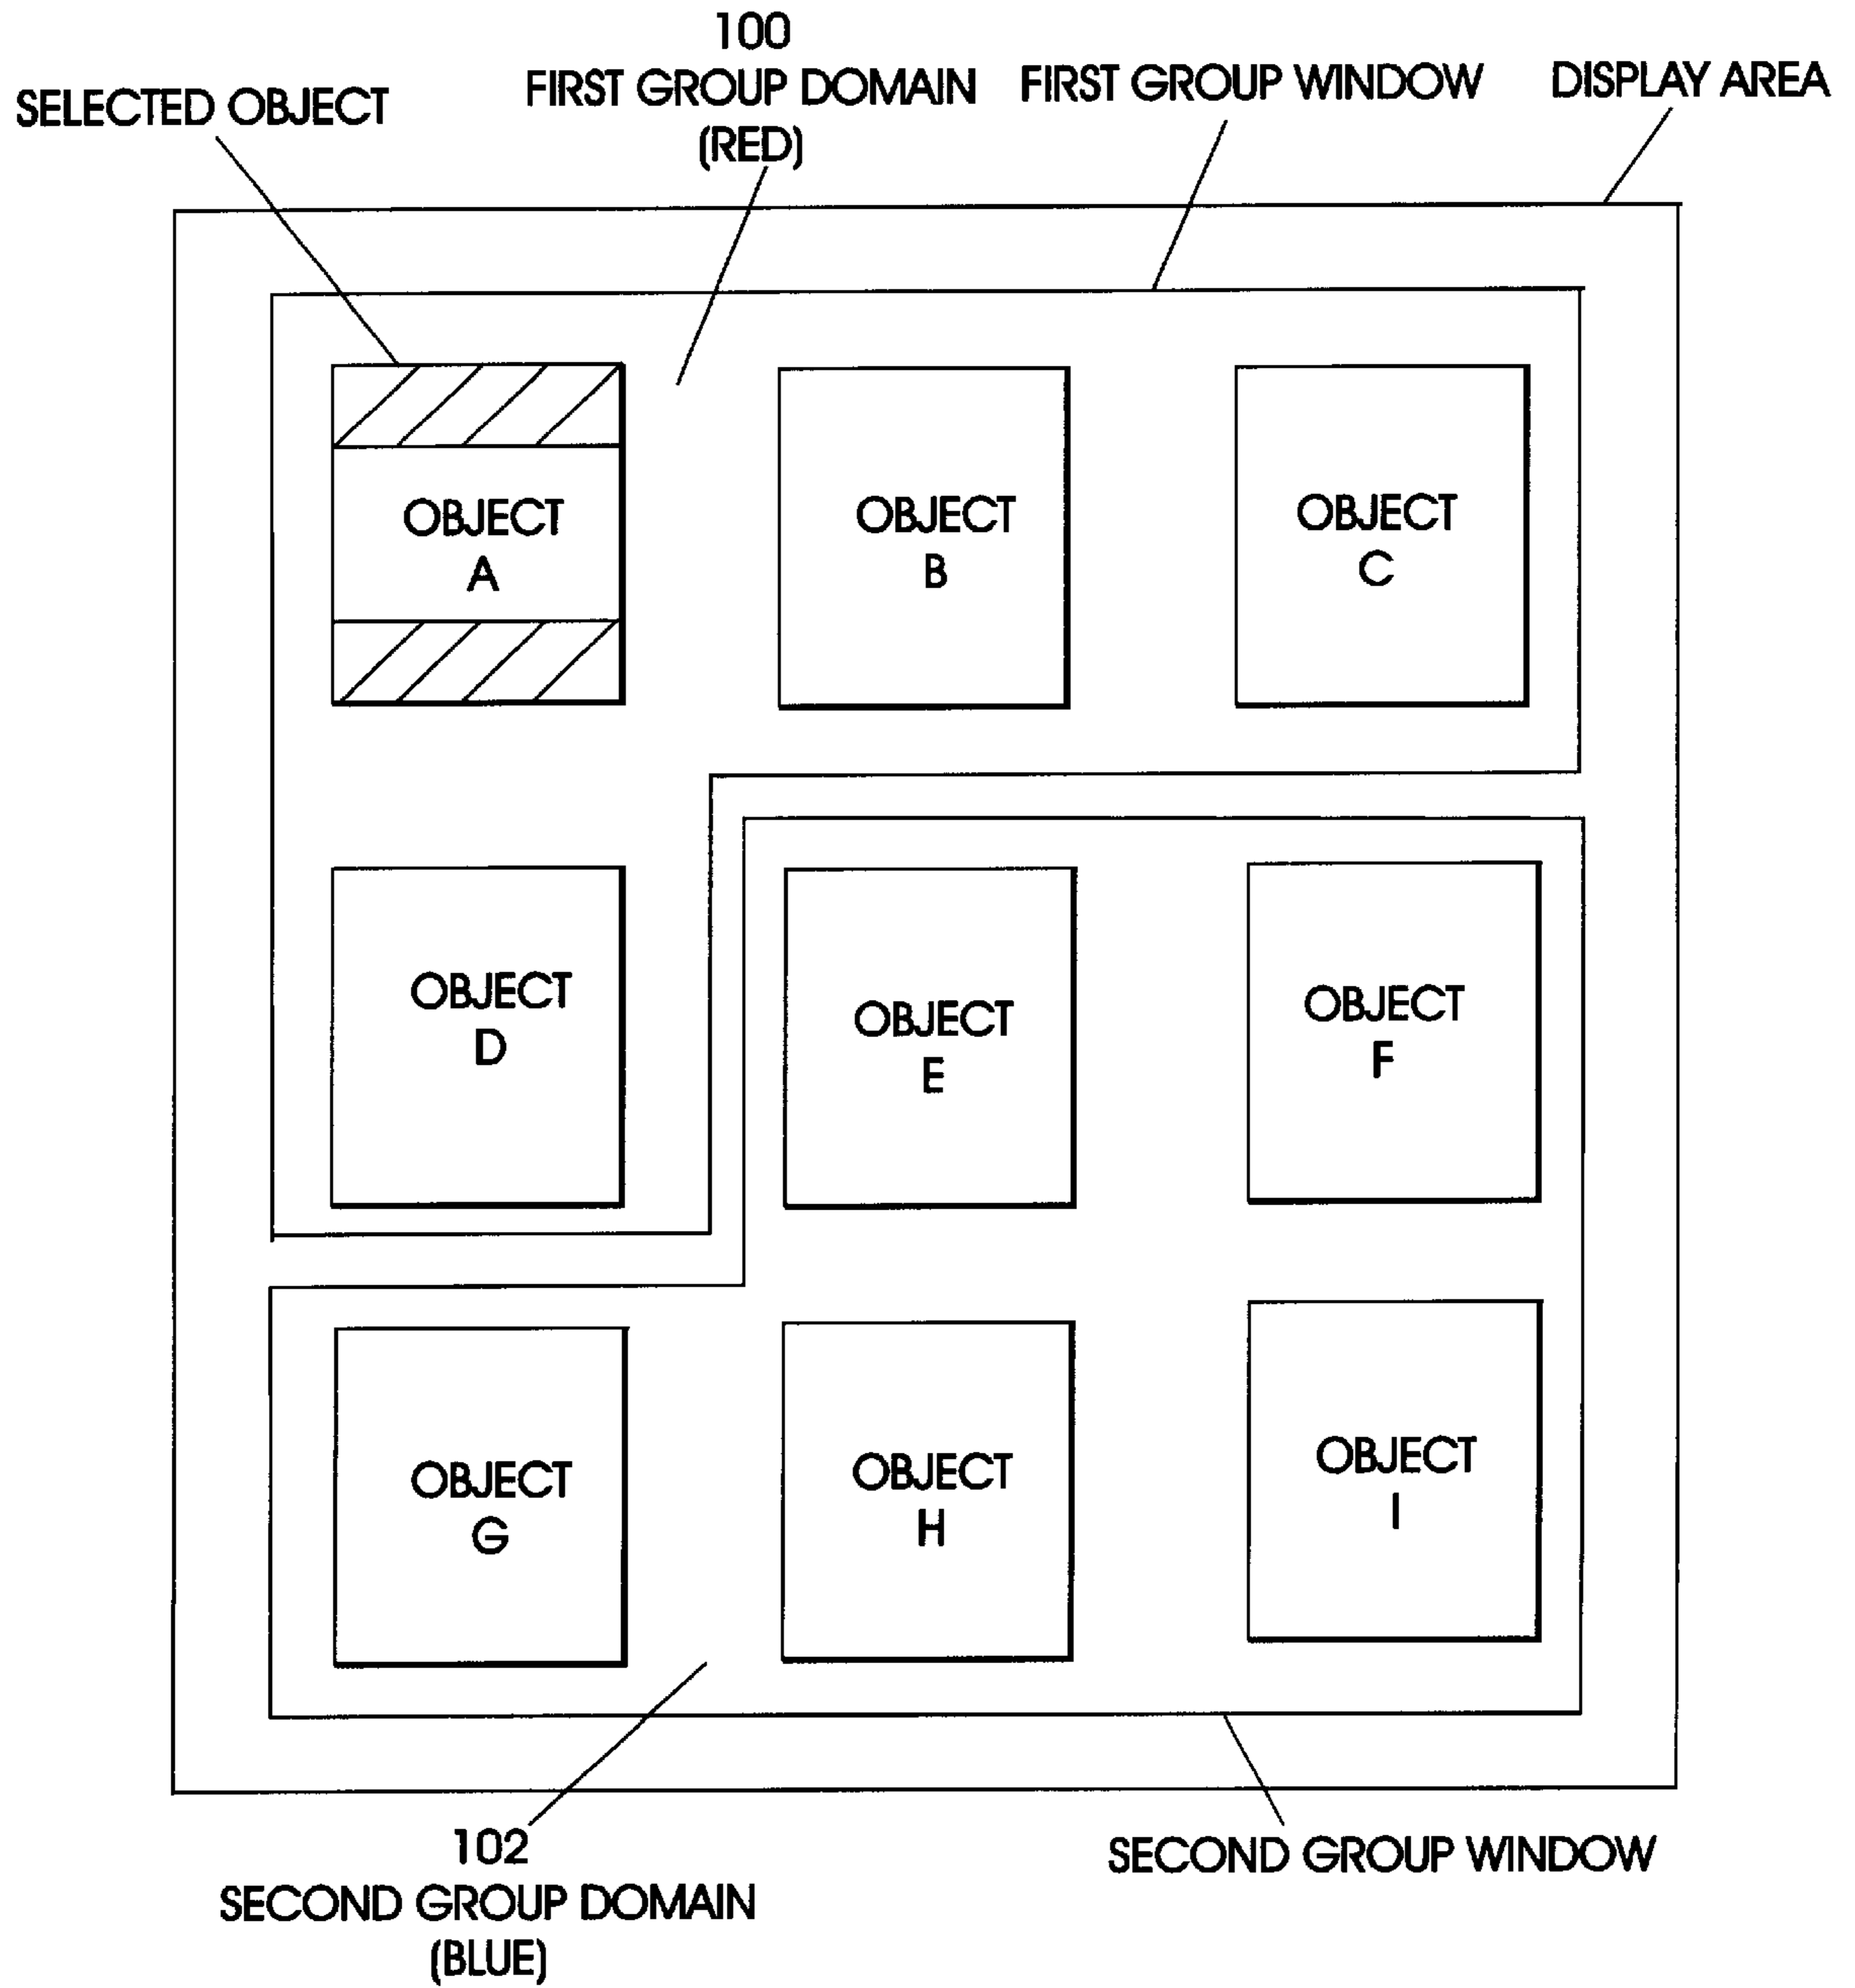 100
FIRST GROUP DOMAIN
(RED)
FIRST GROUP WINDOW
DISPLAY AREA
SELECTED OBJECT
OBJECT
A
OBJECT
B
OBJECT
C
OBJECT
D
OBJECT
E
OBJECT
F
OBJECT
G
OBJECT
H
OBJECT
I
102
SECOND GROUP DOMAIN
(BLUE)
SECOND GROUP WINDOW